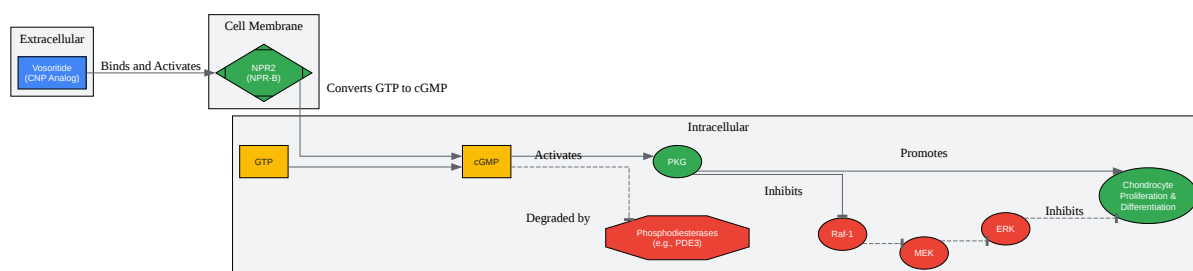 Cell Membrane
Extracellular
Vosoritide
(CNP Analog)
Binds and Activates
NPR2
(NPR-B)
Converts GTP to cGMP
Intracellular
GTP
cGMP
Activates
PKG
Promotes
Chondrocyte
Proliferation &
Differentiation
Inhibits
Degraded by
Phosphodiesterases
(e.g., PDE3)
Raf-1
MEK
ERK
Inhibits